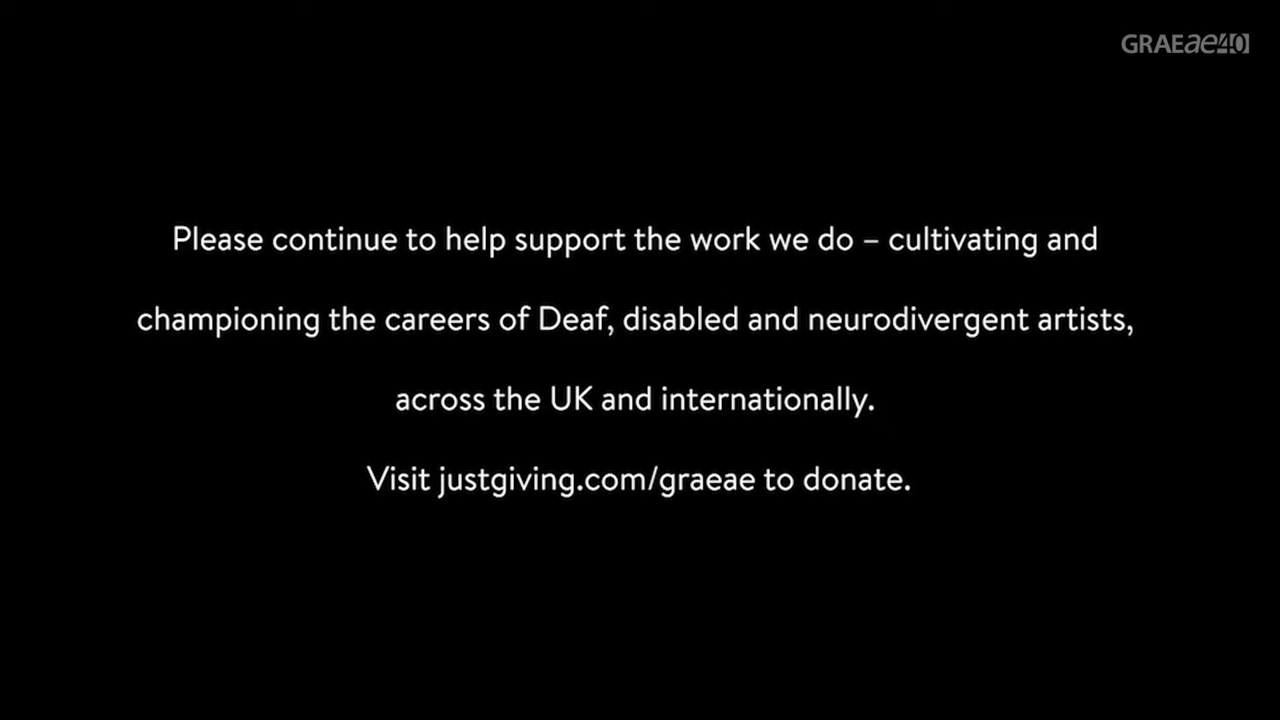 GRAEae40
Please continue to help support the work we do – cultivating and
championing the careers of Deaf, disabled and neurodivergent artists,
across the UK and internationally.
Visit justgiving.com/graeae to donate.